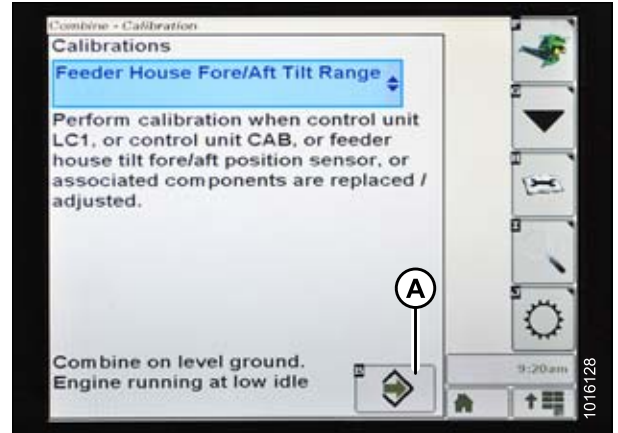 Combine - Calibration
Calibrations
Feeder House Fore/Aft Tilt Range
Perform calibration when control unit
LC1, or control unit CAB, or feeder
house tilt fore/aft position sensor, or
associated components are replaced /
adjusted.
A
Combine on level ground.
Engine running at low idle
9:20am
1016128